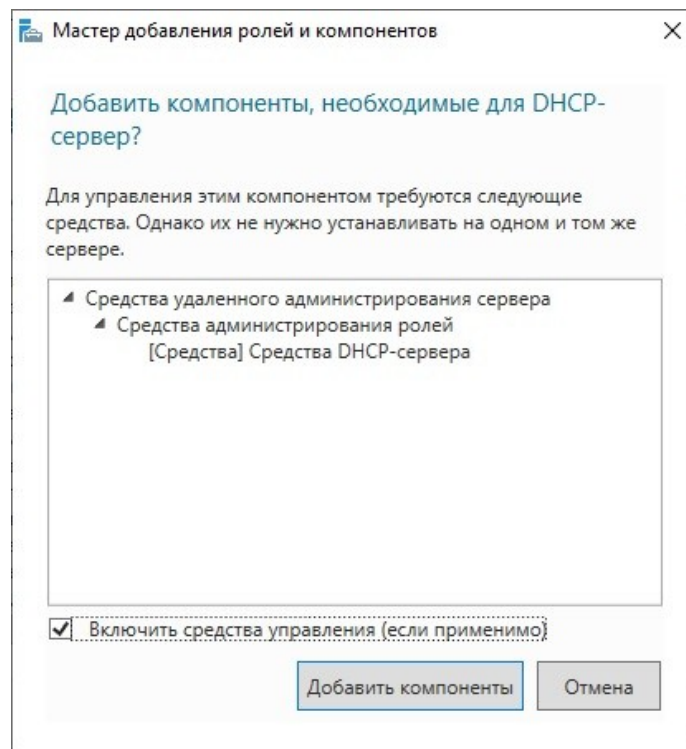 Мастер добавления ролей и компонентов
Добавить компоненты, необходимые для DHCP-
сервер?
Для управления этим компонентом требуются следующие
средства. Однако их не нужно устанавливать на одном и том же
сервере.
Средства удаленного администрирования сервера
Средства администрирования ролей
[Средства] Средства DHCP-сервера
Включить средства управления (если применимо)
Добавить компоненты
Отмена